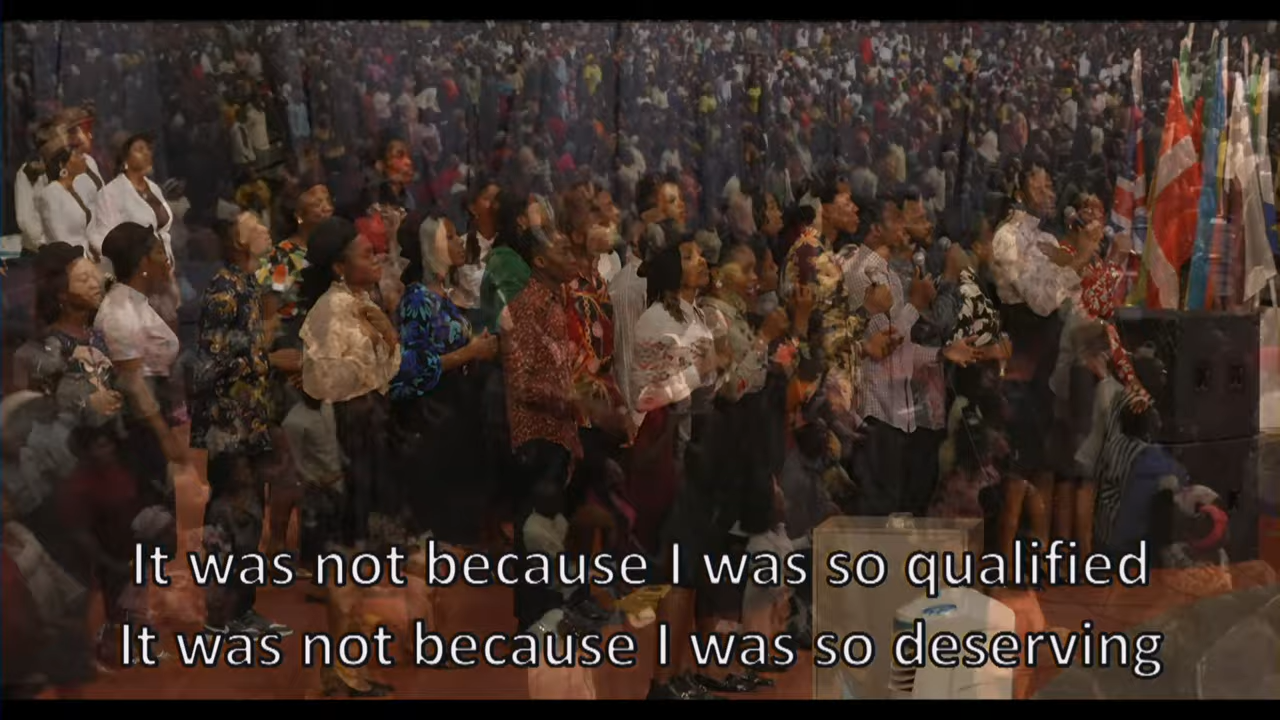 It was not because I was so qualified
It was not because I was so deserving